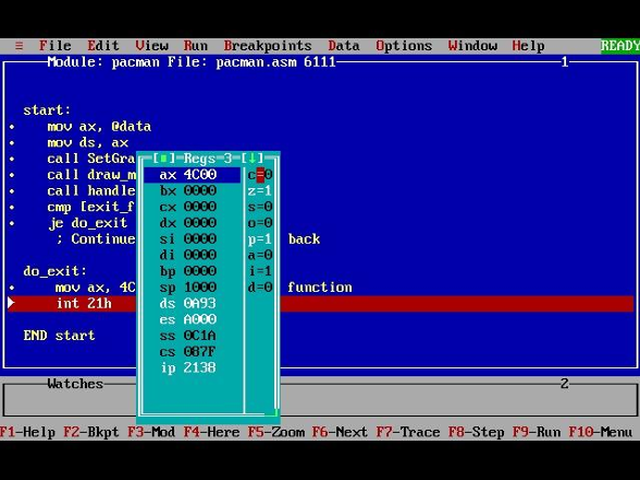 ≡ File Edit View Run Breakpoints Data Options Window Help READY
Module: pacman File: pacman.asm 6111 1
start:
mov ax, @data
mov ds, ax
call SetGra
call draw_m
call handle
cmp [exit_f
je do_exit
; Continue back
do_exit:
mov ax, 4C function
int 21h
END start
[■] Regs 3 [↓]
ax 4C00 c=0
bx 0000 z=1
cx 0000 s=0
dx 0000 o=0
si 0000 p=1
di 0000 a=0
bp 0000 i=1
sp 1000 d=0
ds 0A93
es A000
ss 0C1A
cs 087F
ip 2138
Watches 2
F1-Help F2-Bkpt F3-Mod F4-Here F5-Zoom F6-Next F7-Trace F8-Step F9-Run F10-Menu